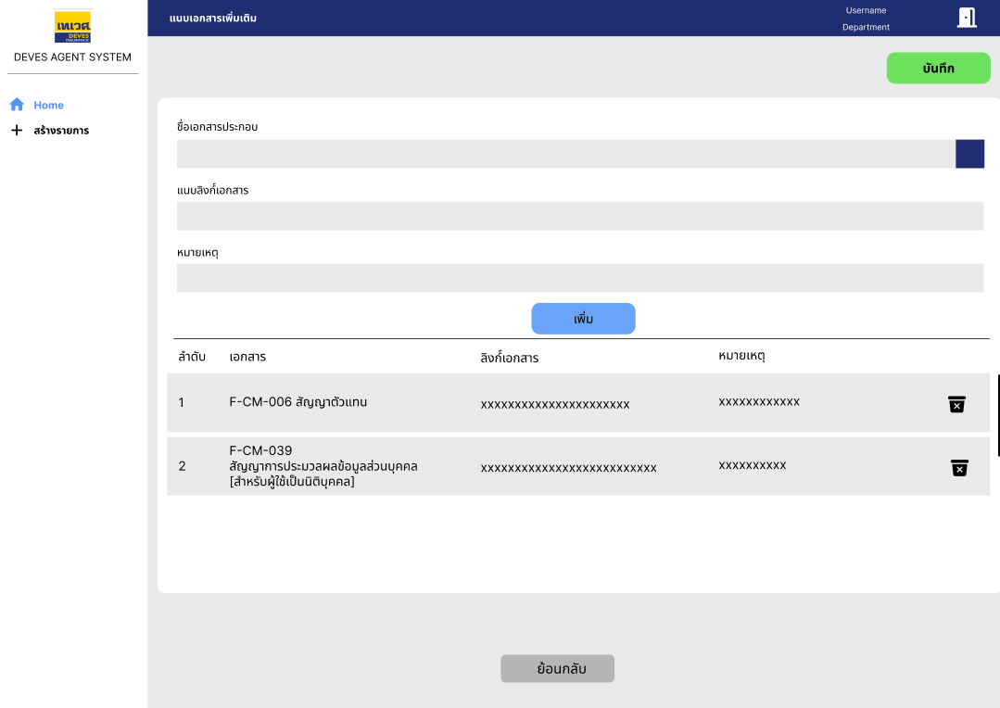 เทเวศ
DEVES
INSURANCE
DEVES AGENT SYSTEM
Home
สร้างรายการ
แนบเอกสารเพิ่มเติม
Username
Department
บันทึก
ชื่อเอกสารประกอบ
แนบลิงก์เอกสาร
หมายเหตุ
เพิ่ม
ลำดับ เอกสาร ลิงก์เอกสาร หมายเหตุ
1 F-CM-006 สัญญาตัวแทน xxxxxxxxxxxxxxxxxxxxxx xxxxxxxxxxxx
F-CM-039
2 สัญญาการประมวลผลข้อมูลส่วนบุคคล xxxxxxxxxxxxxxxxxxxxxxxxxx xxxxxxxxxx
[สำหรับผู้ใช้เป็นนิติบุคคล]
ย้อนกลับ